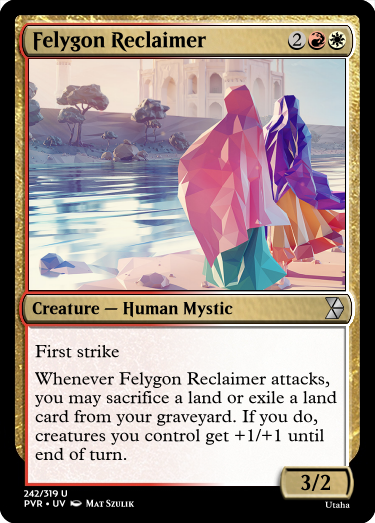 Felygon Reclaimer 2
Creature — Human Mystic
First strike
Whenever Felygon Reclaimer attacks,
you may sacrifice a land or exile a land
card from your graveyard. If you do,
creatures you control get +1/+1 until
end of turn.
3/2
242/319 U
PVR • UV Mat Szulik
Utaha